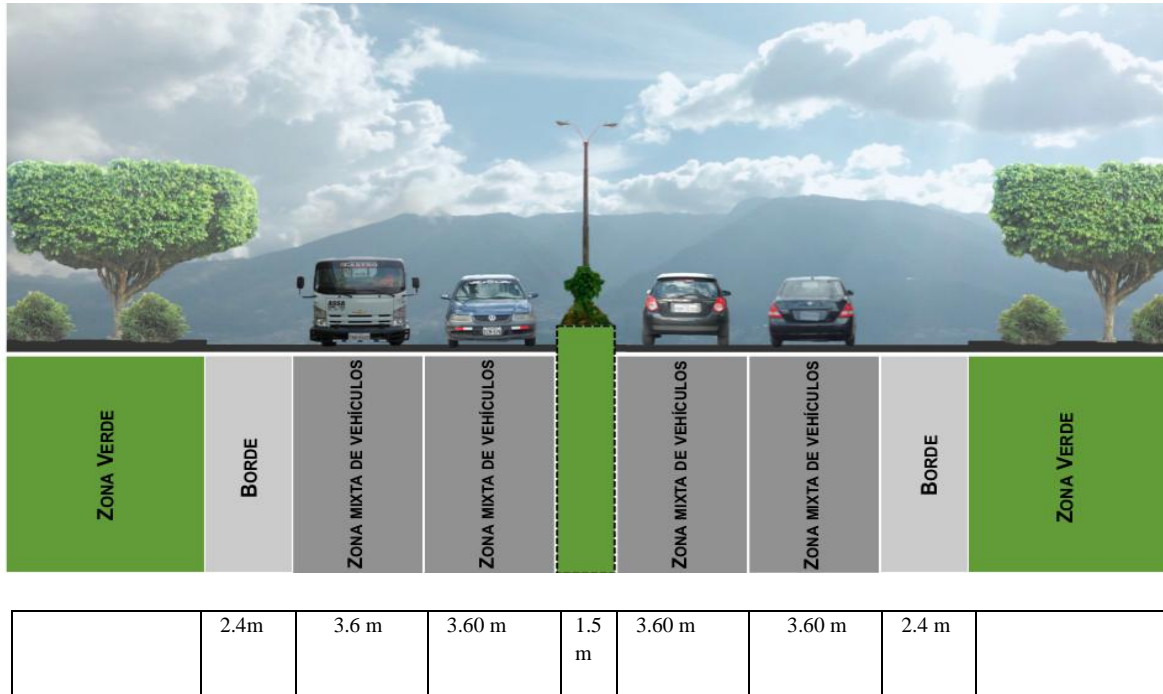 CASTRO
ZONA VERDE
BORDE
ZONA MIXTA DE VEHÍCULOS
ZONA MIXTA DE VEHÍCULOS
ZONA MIXTA DE VEHÍCULOS
ZONA MIXTA DE VEHÍCULOS
BORDE
ZONA VERDE
2.4m
3.6 m
3.60 m
1.5
m
3.60 m
3.60 m
2.4 m